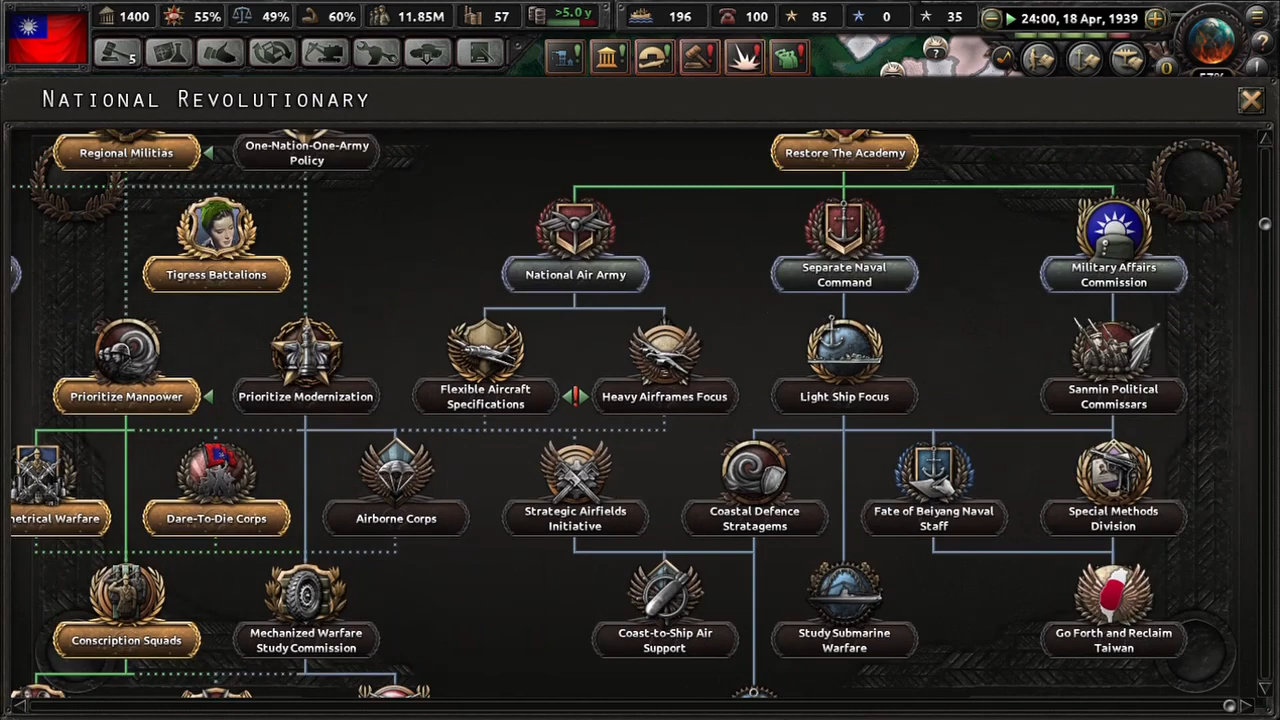 1400
55%
49%
60%
11.85M
57
>5.0 y
196
100
85
0
35
24:00, 18 Apr, 1939
5
0
57%
National Revolutionary
Regional Militias
One-Nation-One-Army
Policy
Restore The Academy
Tigress Battalions
National Air Army
Separate Naval
Command
Military Affairs
Commission
Prioritize Manpower
Prioritize Modernization
Flexible Aircraft
Specifications
Heavy Airframes Focus
Light Ship Focus
Sanmin Political
Commissars
netrical Warfare
Dare-To-Die Corps
Airborne Corps
Strategic Airfields
Initiative
Coastal Defence
Stratagems
Fate of Beiyang Naval
Staff
Special Methods
Division
Conscription Squads
Mechanized Warfare
Study Commission
Coast-to-Ship Air
Support
Study Submarine
Warfare
Go Forth and Reclaim
Taiwan